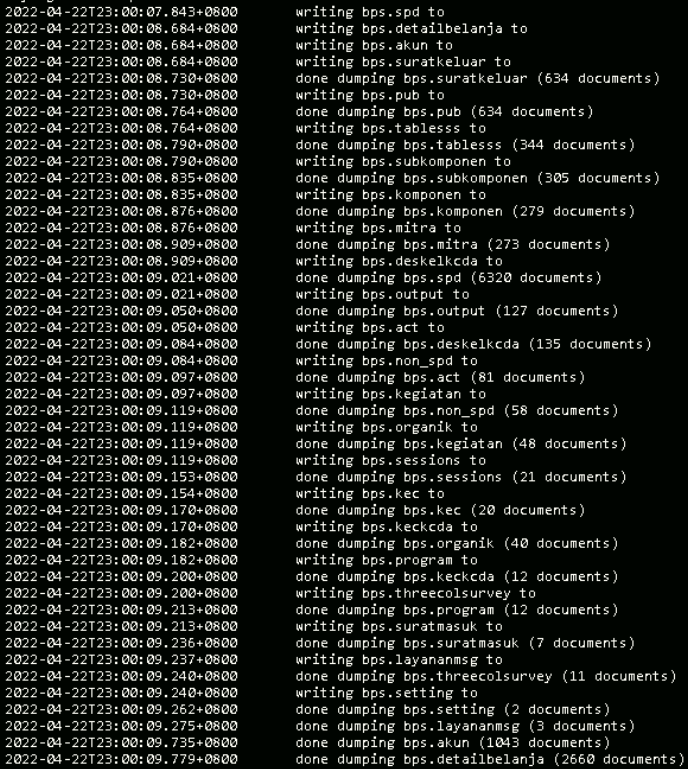 2022-04-22T23:00:07.843+0800 writing bps.spd to
2022-04-22T23:00:08.684+0800 writing bps.detailbelanja to
2022-04-22T23:00:08.684+0800 writing bps.akun to
2022-04-22T23:00:08.684+0800 writing bps.suratkeluar to
2022-04-22T23:00:08.730+0800 done dumping bps.suratkeluar (634 documents)
2022-04-22T23:00:08.730+0800 writing bps.pub to
2022-04-22T23:00:08.764+0800 done dumping bps.pub (634 documents)
2022-04-22T23:00:08.764+0800 writing bps.tablesss to
2022-04-22T23:00:08.790+0800 done dumping bps.tablesss (344 documents)
2022-04-22T23:00:08.790+0800 writing bps.subkomponen to
2022-04-22T23:00:08.835+0800 done dumping bps.subkomponen (305 documents)
2022-04-22T23:00:08.835+0800 writing bps.komponen to
2022-04-22T23:00:08.876+0800 done dumping bps.komponen (279 documents)
2022-04-22T23:00:08.876+0800 writing bps.mitra to
2022-04-22T23:00:08.909+0800 done dumping bps.mitra (273 documents)
2022-04-22T23:00:08.909+0800 writing bps.deskelkcda to
2022-04-22T23:00:09.021+0800 done dumping bps.spd (6320 documents)
2022-04-22T23:00:09.021+0800 writing bps.output to
2022-04-22T23:00:09.050+0800 done dumping bps.output (127 documents)
2022-04-22T23:00:09.050+0800 writing bps.act to
2022-04-22T23:00:09.084+0800 done dumping bps.deskelkcda (135 documents)
2022-04-22T23:00:09.084+0800 writing bps.non_spd to
2022-04-22T23:00:09.097+0800 done dumping bps.act (81 documents)
2022-04-22T23:00:09.097+0800 writing bps.kegiatan to
2022-04-22T23:00:09.119+0800 done dumping bps.non_spd (58 documents)
2022-04-22T23:00:09.119+0800 writing bps.organik to
2022-04-22T23:00:09.119+0800 done dumping bps.kegiatan (48 documents)
2022-04-22T23:00:09.119+0800 writing bps.sessions to
2022-04-22T23:00:09.153+0800 done dumping bps.sessions (21 documents)
2022-04-22T23:00:09.154+0800 writing bps.kec to
2022-04-22T23:00:09.170+0800 done dumping bps.kec (20 documents)
2022-04-22T23:00:09.170+0800 writing bps.keckcda to
2022-04-22T23:00:09.182+0800 done dumping bps.organik (40 documents)
2022-04-22T23:00:09.182+0800 writing bps.program to
2022-04-22T23:00:09.200+0800 done dumping bps.keckcda (12 documents)
2022-04-22T23:00:09.200+0800 writing bps.threecolsurvey to
2022-04-22T23:00:09.213+0800 done dumping bps.program (12 documents)
2022-04-22T23:00:09.213+0800 writing bps.suratmasuk to
2022-04-22T23:00:09.236+0800 done dumping bps.suratmasuk (7 documents)
2022-04-22T23:00:09.237+0800 writing bps.layananmsg to
2022-04-22T23:00:09.240+0800 done dumping bps.threecolsurvey (11 documents)
2022-04-22T23:00:09.240+0800 writing bps.setting to
2022-04-22T23:00:09.262+0800 done dumping bps.setting (2 documents)
2022-04-22T23:00:09.275+0800 done dumping bps.layananmsg (3 documents)
2022-04-22T23:00:09.735+0800 done dumping bps.akun (1043 documents)
2022-04-22T23:00:09.779+0800 done dumping bps.detailbelanja (2660 documents)